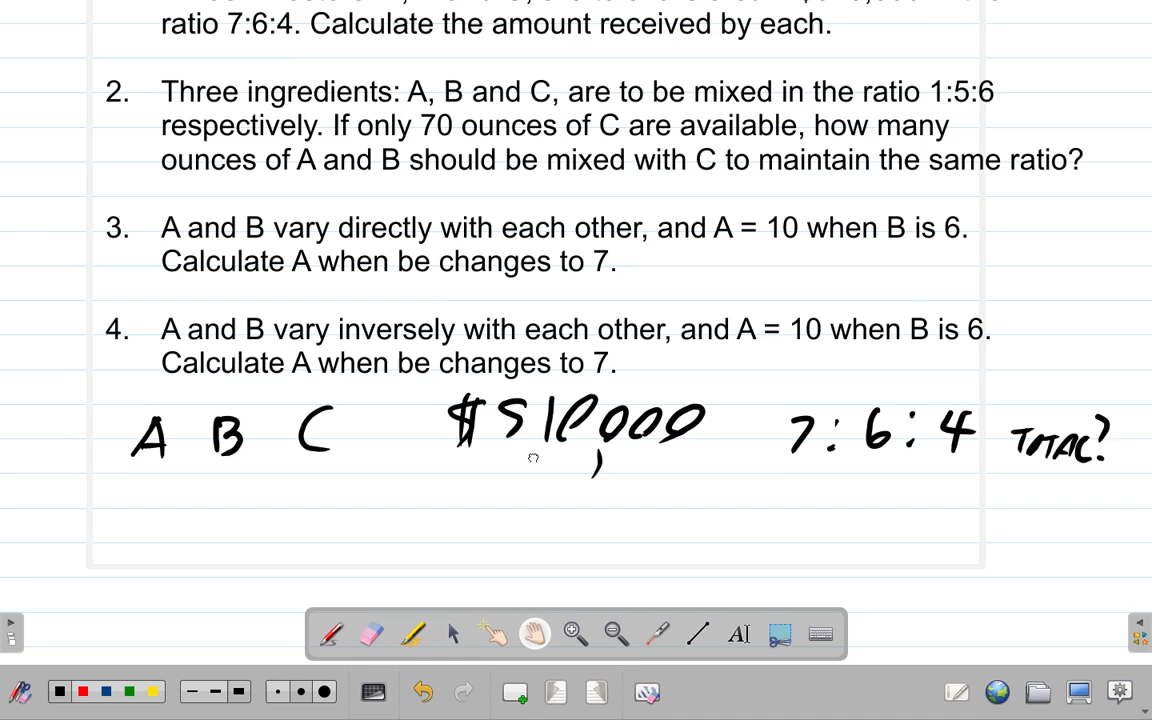 ratio 7:6:4. Calculate the amount received by each.
2. Three ingredients: A, B and C, are to be mixed in the ratio 1:5:6
respectively. If only 70 ounces of C are available, how many
ounces of A and B should be mixed with C to maintain the same ratio?
3. A and B vary directly with each other, and A = 10 when B is 6.
Calculate A when be changes to 7.
4. A and B vary inversely with each other, and A = 10 when B is 6.
Calculate A when be changes to 7.
A B C $510,000 7:6:4 TOTAL?